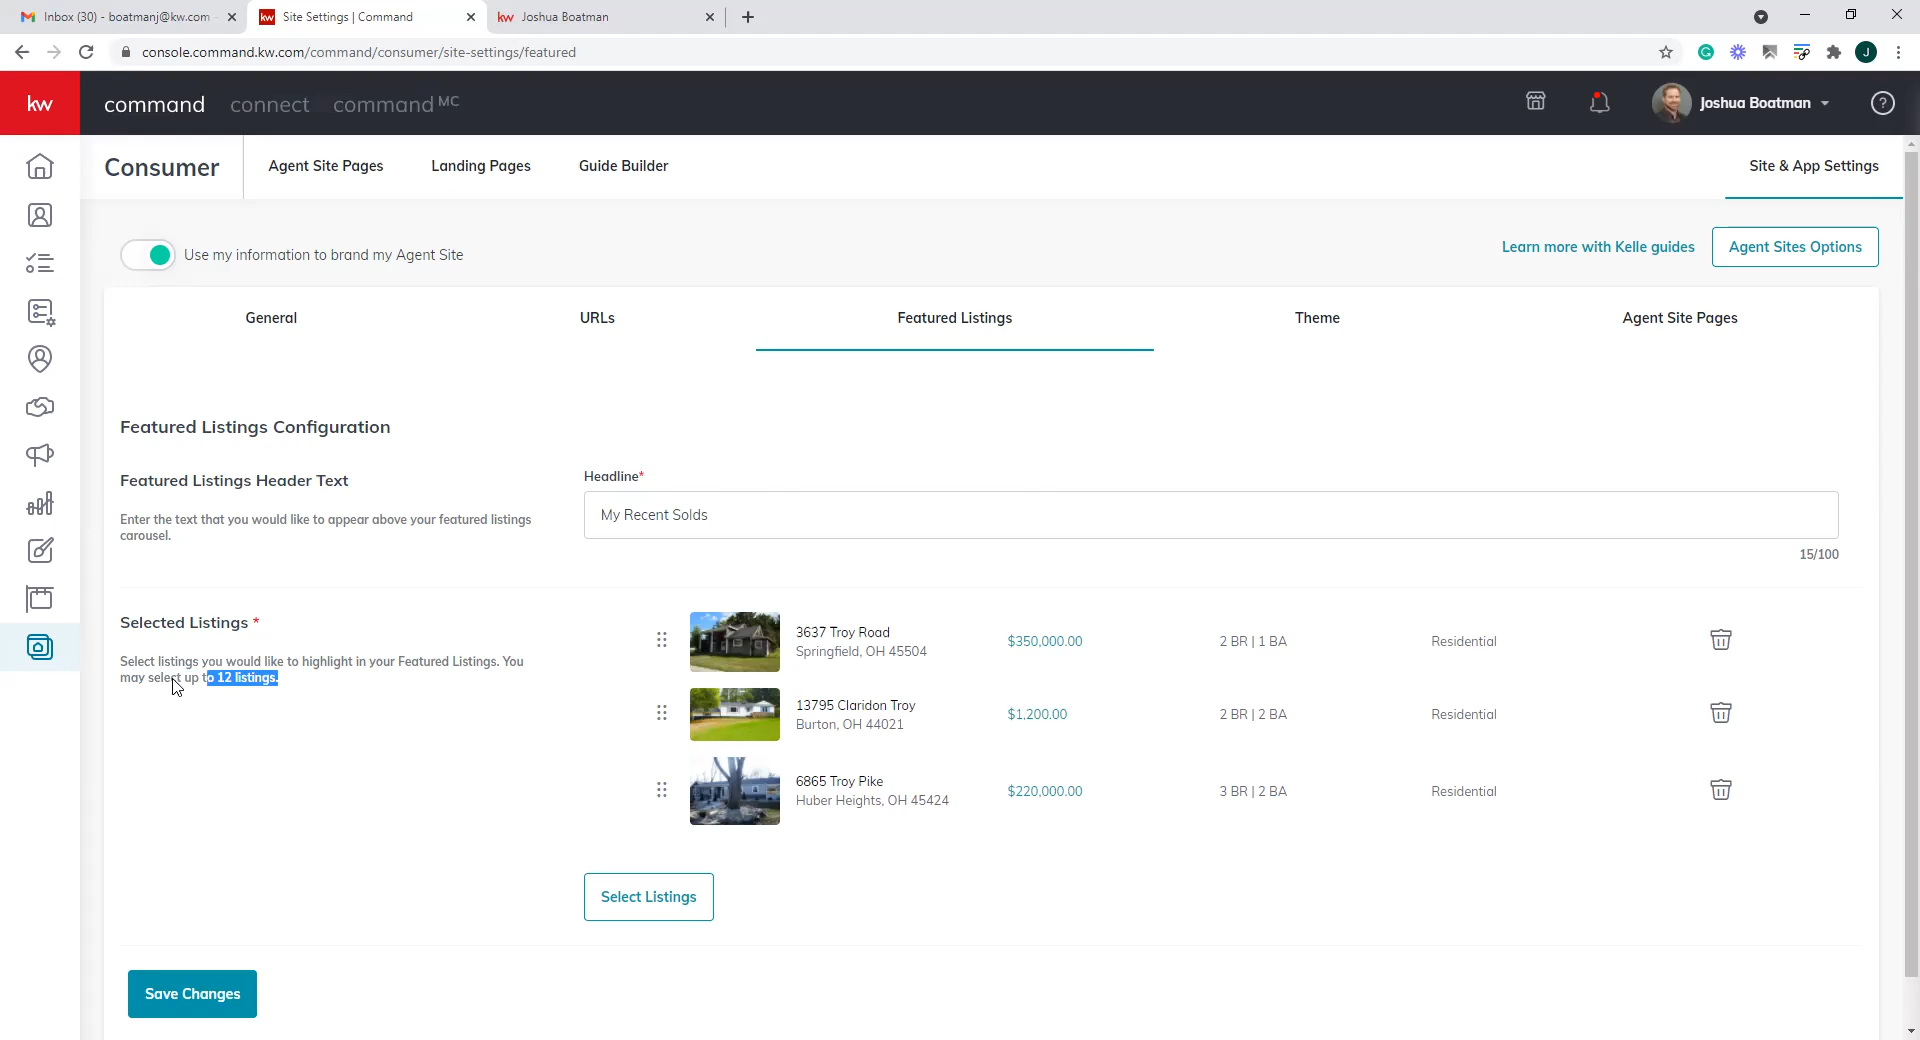 Inbox (30) - boatmanj@kw.com
Site Settings | Command
kw Joshua Boatman
console.command.kw.com/command/consumer/site-settings/featured
J
kw command connect command MC
Joshua Boatman
Consumer
Agent Site Pages
Landing Pages
Guide Builder
Site & App Settings
Use my information to brand my Agent Site
Learn more with Kelle guides
Agent Sites Options
General
URLs
Featured Listings
Theme
Agent Site Pages
Featured Listings Configuration
Featured Listings Header Text
Enter the text that you would like to appear above your featured listings
carousel.
Headline*
My Recent Solds
15/100
Selected Listings *
Select listings you would like to highlight in your Featured Listings. You
may select up to 12 listings.
3637 Troy Road
Springfield, OH 45504
$350,000.00
2 BR | 1 BA
Residential
13795 Claridon Troy
Burton, OH 44021
$1,200.00
2 BR | 2 BA
Residential
6865 Troy Pike
Huber Heights, OH 45424
$220,000.00
3 BR | 2 BA
Residential
Select Listings
Save Changes